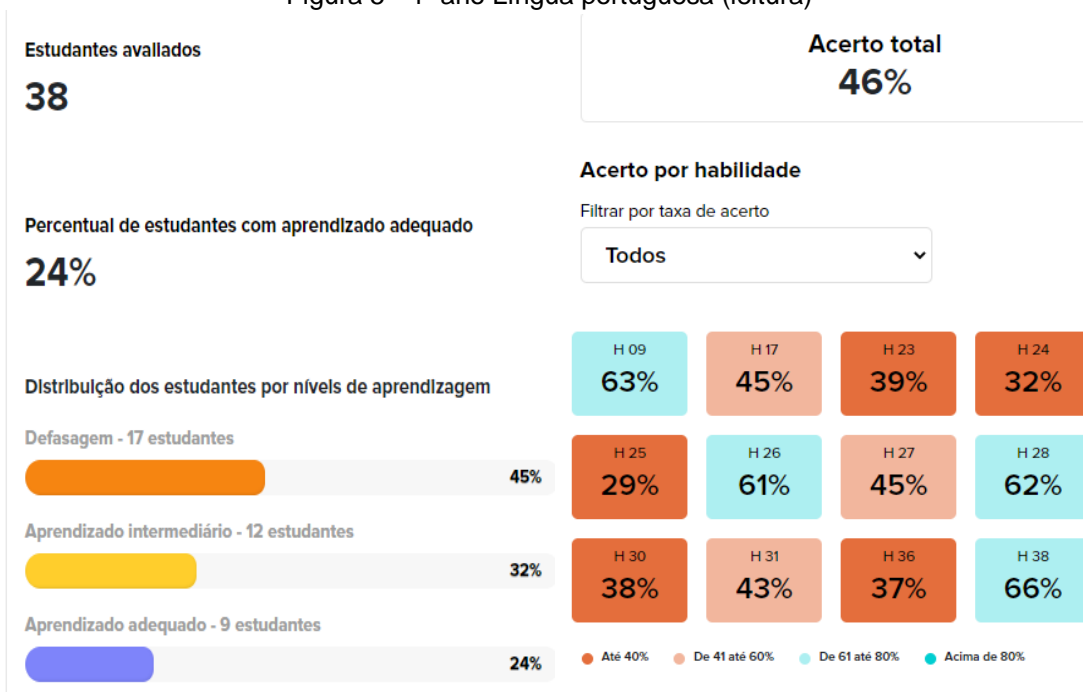 Estudantes avaliados
38
Percentual de estudantes com aprendizado adequado
24%
Distribuição dos estudantes por níveis de aprendizagem
Defasagem - 17 estudantes
45%
Aprendizado intermediário - 12 estudantes
32%
Aprendizado adequado - 9 estudantes
24%
Acerto total
46%
Acerto por habilidade
Filtrar por taxa de acerto
Todos
H 09 H 17 H 23 H 24
63% 45% 39% 32%
H 25 H 26 H 27 H 28
29% 61% 45% 62%
H 30 H 31 H 36 H 38
38% 43% 37% 66%
Até 40% De 41 até 60% De 61 até 80% Acima de 80%